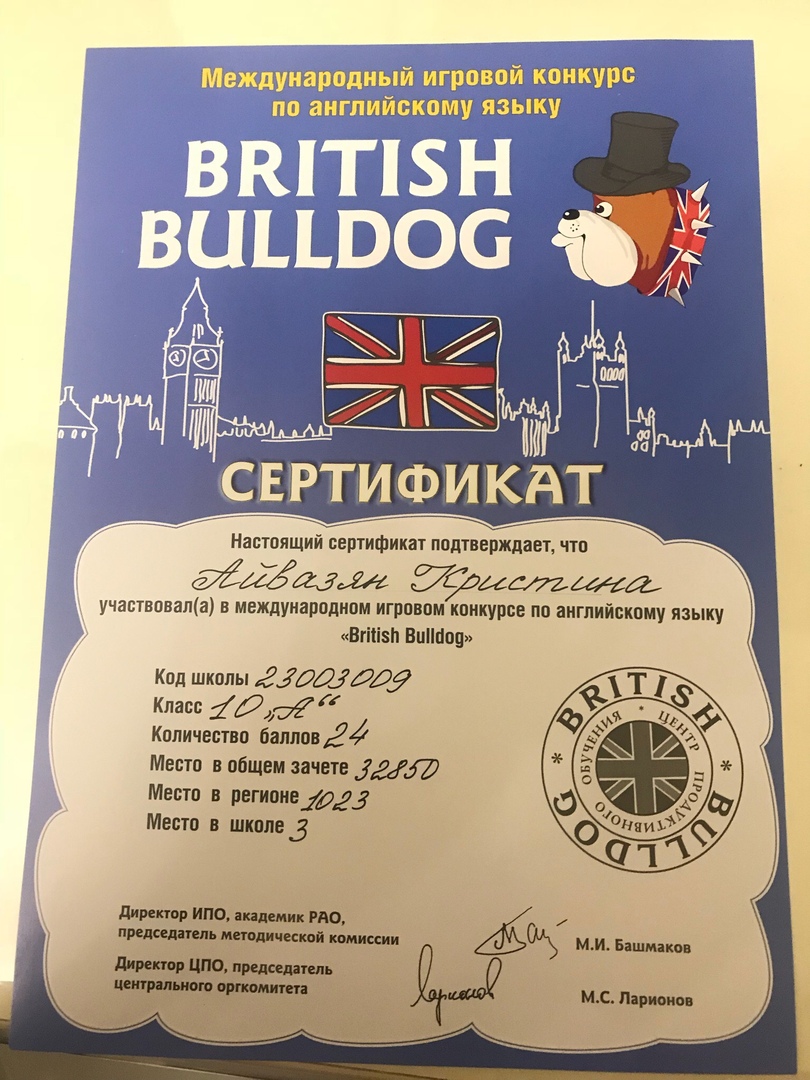 Международный игровой конкурс
по английскому языку
BRITISH
BULLDOG
СЕРТИФИКАТ
Настоящий сертификат подтверждает, что
Айвазян Кристина
участвовал(а) в международном игровом конкурсе по английскому языку
«British Bulldog»
Код школы 23003009
Класс 10 „А“
Количество баллов 24
Место в общем зачете 32850
Место в регионе 1023
Место в школе 3
BRITISH * BULLDOG *
ЦЕНТР ПРОДУКТИВНОГО ОБУЧЕНИЯ
Директор ИПО, академик РАО,
председатель методической комиссии
М.И. Башмаков
Директор ЦПО, председатель
центрального оргкомитета
Ларионов
М.С. Ларионов